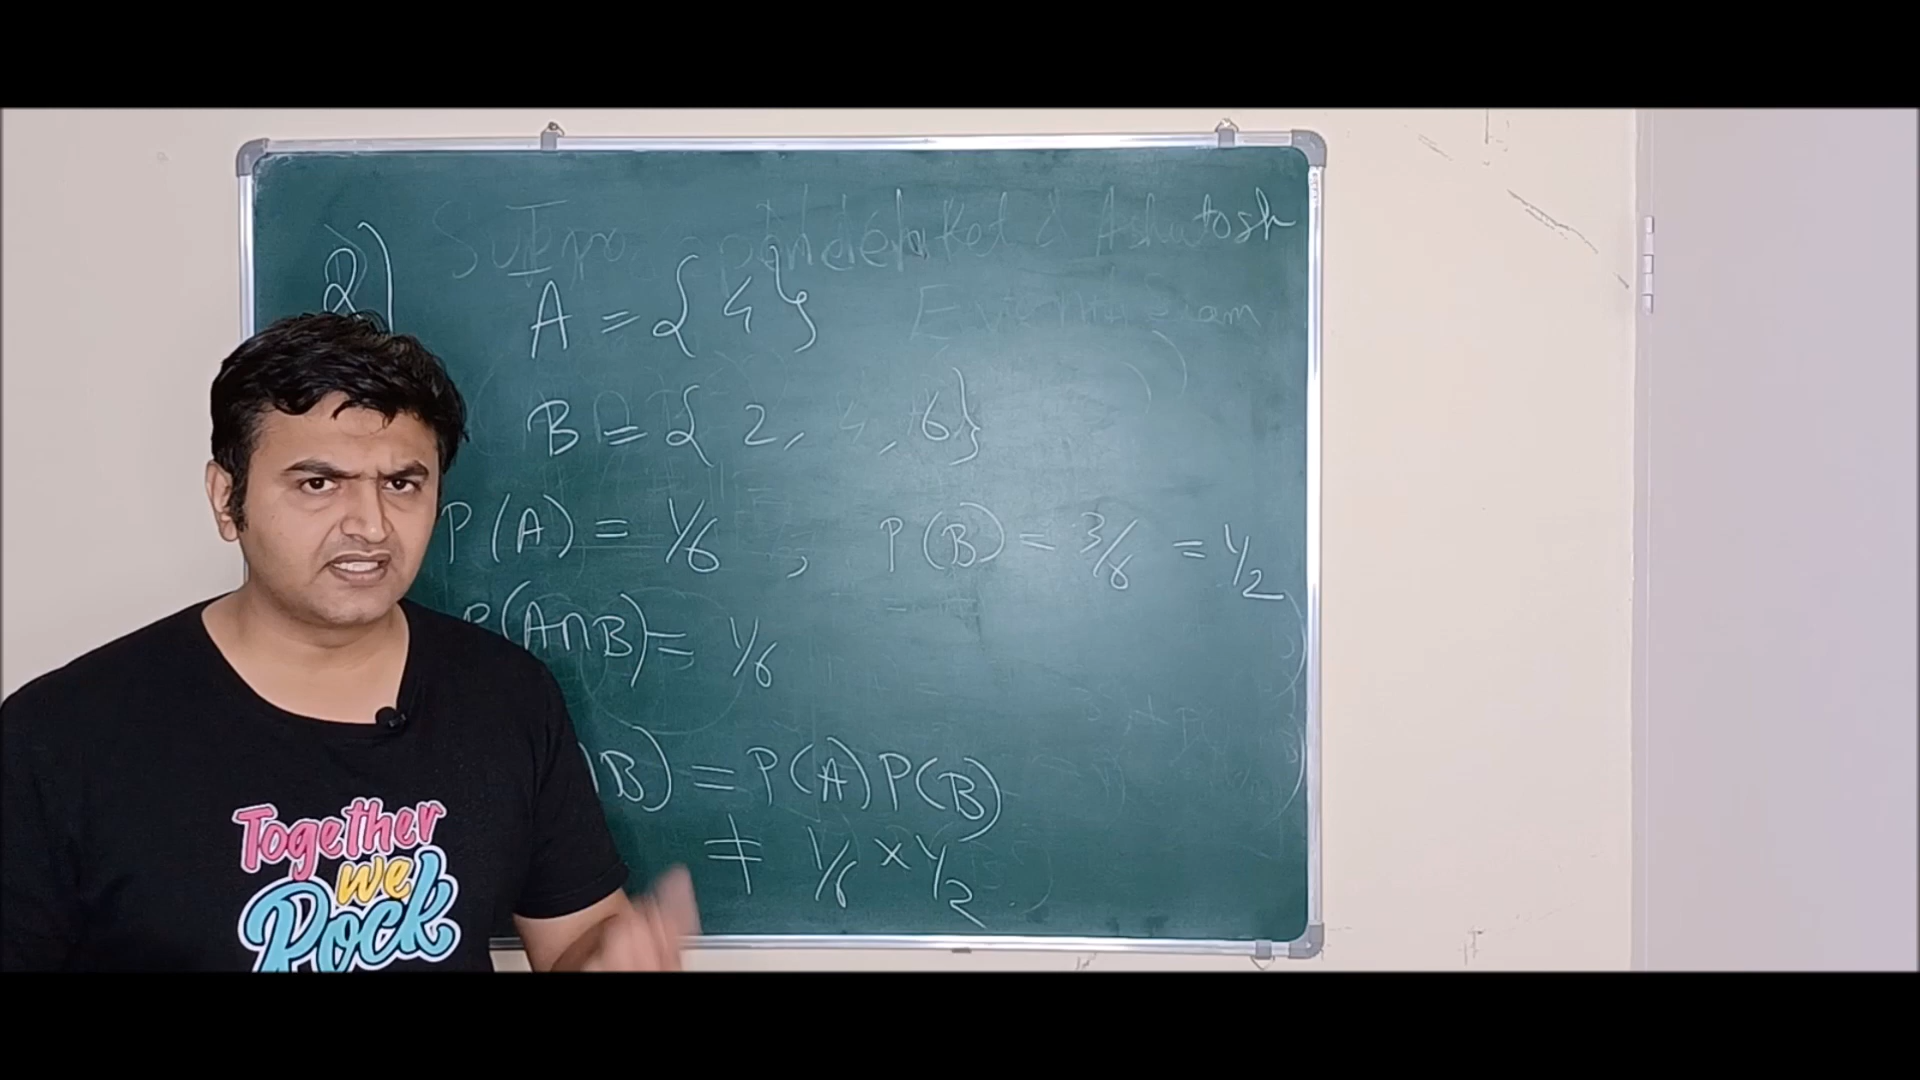 2)
A = {4}
B = {2, 4, 6}
P(A) = 1/6 , P(B) = 3/6 = 1/2
P(A∩B) = 1/6
∩B) = P(A)P(B)
≠ 1/6 × 1/2
Ashutosh
Together
we
Rock